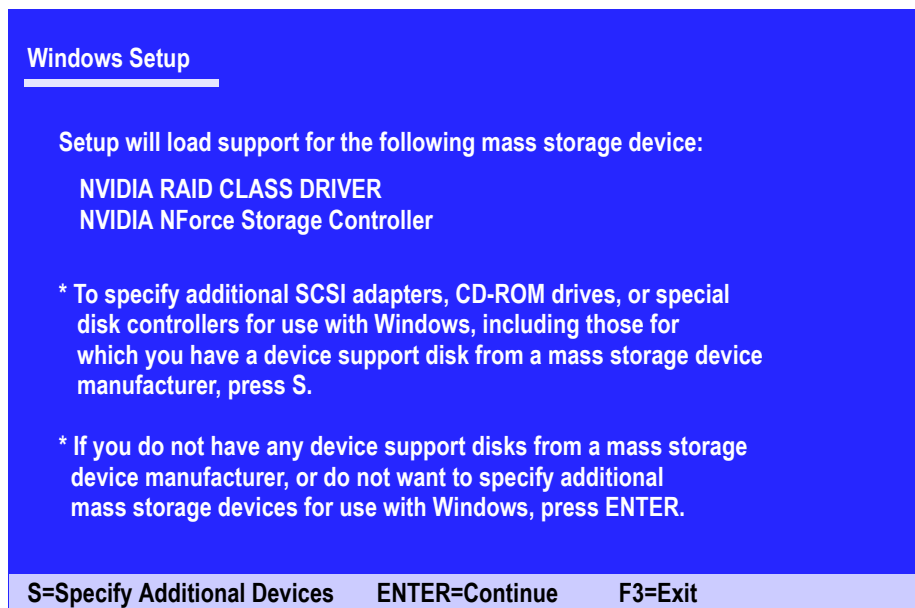 Windows Setup
Setup will load support for the following mass storage device:
NVIDIA RAID CLASS DRIVER
NVIDIA NForce Storage Controller
* To specify additional SCSI adapters, CD-ROM drives, or special
disk controllers for use with Windows, including those for
which you have a device support disk from a mass storage device
manufacturer, press S.
* If you do not have any device support disks from a mass storage
device manufacturer, or do not want to specify additional
mass storage devices for use with Windows, press ENTER.
S=Specify Additional Devices ENTER=Continue F3=Exit